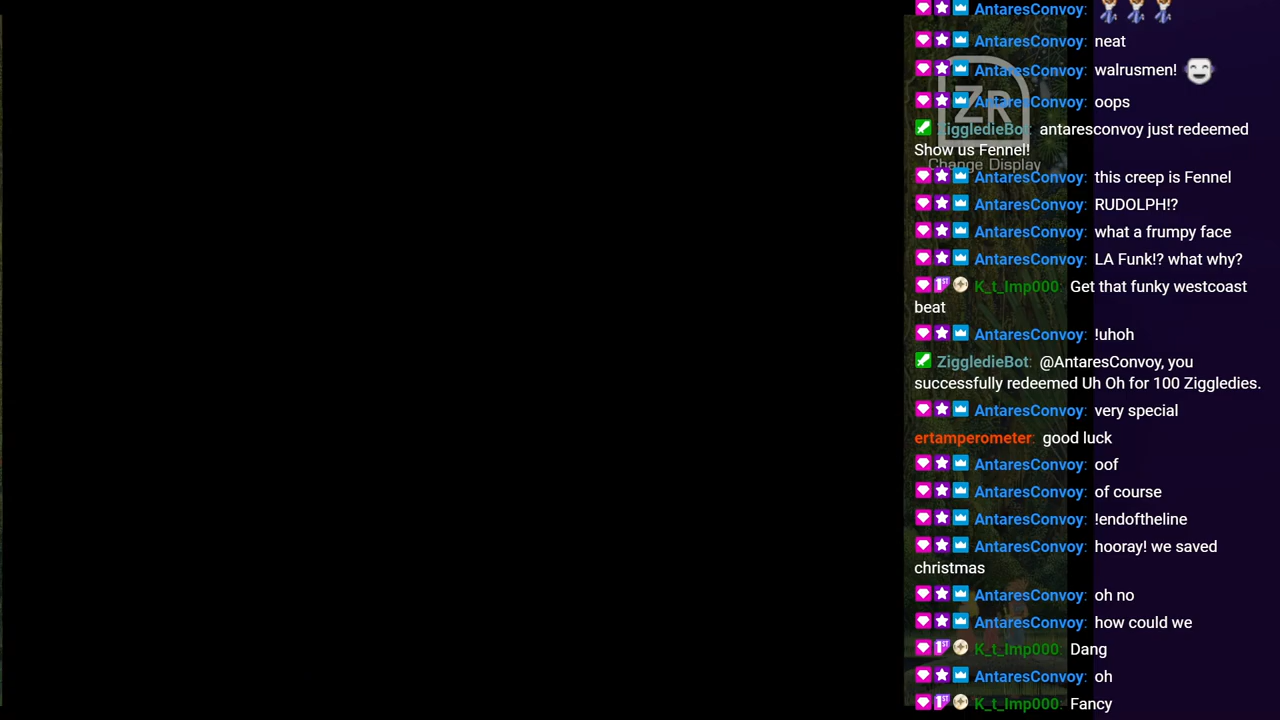 AntaresConvoy:
AntaresConvoy: neat
AntaresConvoy: walrusmen!
AntaresConvoy: oops
ZR
ZiggledieBot: antaresconvoy just redeemed
Show us Fennel!
Change Display
AntaresConvoy: this creep is Fennel
AntaresConvoy: RUDOLPH!?
AntaresConvoy: what a frumpy face
AntaresConvoy: LA Funk!? what why?
1ST K_t_Imp000: Get that funky westcoast
beat
AntaresConvoy: !uhoh
ZiggledieBot: @AntaresConvoy, you
successfully redeemed Uh Oh for 100 Ziggledies.
AntaresConvoy: very special
ertamperometer: good luck
AntaresConvoy: oof
AntaresConvoy: of course
AntaresConvoy: !endoftheline
AntaresConvoy: hooray! we saved
christmas
AntaresConvoy: oh no
AntaresConvoy: how could we
1ST K_t_Imp000: Dang
AntaresConvoy: oh
1ST K_t_Imp000: Fancy